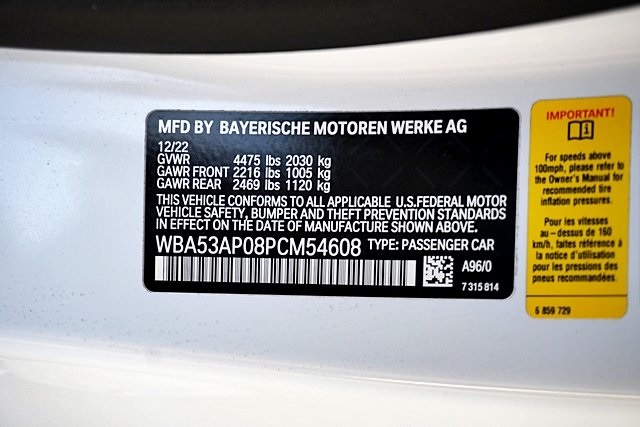 MFD BY BAYERISCHE MOTOREN WERKE AG
12/22
GVWR 4475 lbs 2030 kg
GAWR FRONT 2216 lbs 1005 kg
GAWR REAR 2469 lbs 1120 kg
THIS VEHICLE CONFORMS TO ALL APPLICABLE U.S.FEDERAL MOTOR
VEHICLE SAFETY, BUMPER AND THEFT PREVENTION STANDARDS
IN EFFECT ON THE DATE OF MANUFACTURE SHOWN ABOVE.
WBA53AP08PCM54608 TYPE: PASSENGER CAR
A96/0
7 315 814
IMPORTANT!
For speeds above
100mph, please refer to
the Owner's Manual for
recommended tire
inflation pressures.
Pour les vitesses
au-dessus de 160
km/h, faites référence à
la notice d'utilisation
pour les pressions des
pneus recommandées.
6 859 729